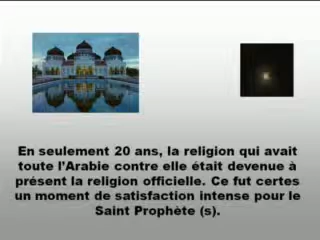 En seulement 20 ans, la religion qui avait
toute l'Arabie contre elle était devenue à
présent la religion officielle. Ce fut certes
un moment de satisfaction intense pour le
Saint Prophète (s).